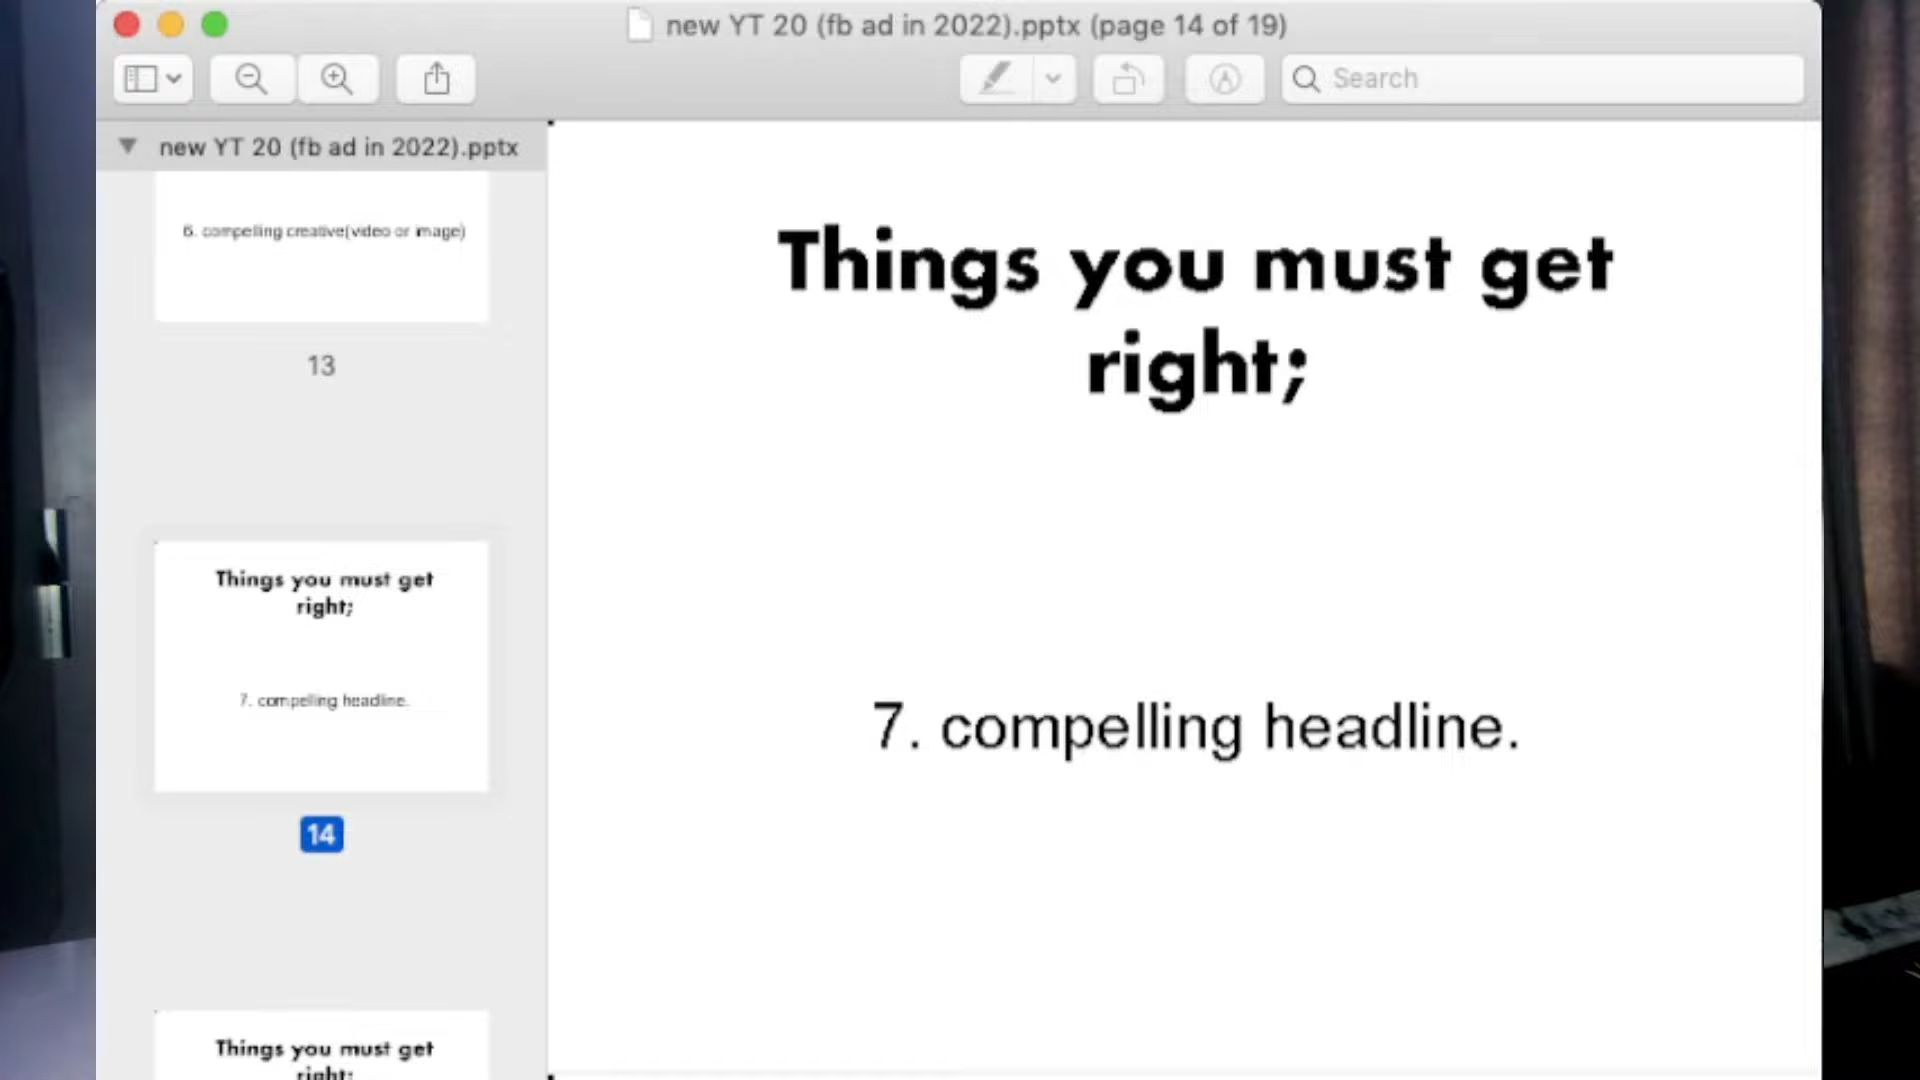 new YT 20 (fb ad in 2022).pptx (page 14 of 19)
Search
new YT 20 (fb ad in 2022).pptx
6. compelling creative(video or image)
13
Things you must get
right;
7. compelling headline.
14
Things you must get
right;
Things you must get
right;
7. compelling headline.